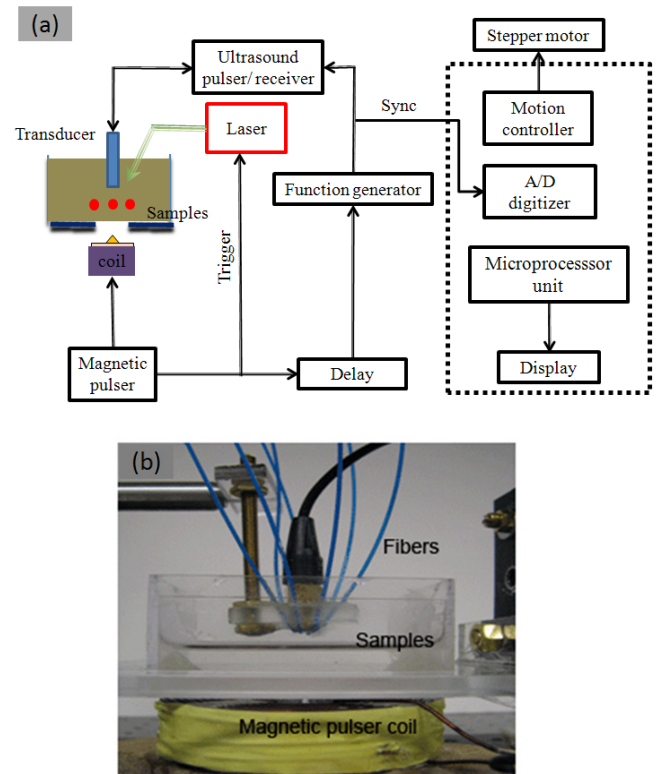 (a)
Stepper motor
Ultrasound
pulser/ receiver
Sync
Motion
controller
Laser
Transducer
A/D
digitizer
Function generator
Samples
Trigger
coil
Microprocesssor
unit
Magnetic
pulser
Delay
Display
(b)
Fibers
Samples
Magnetic pulser coil